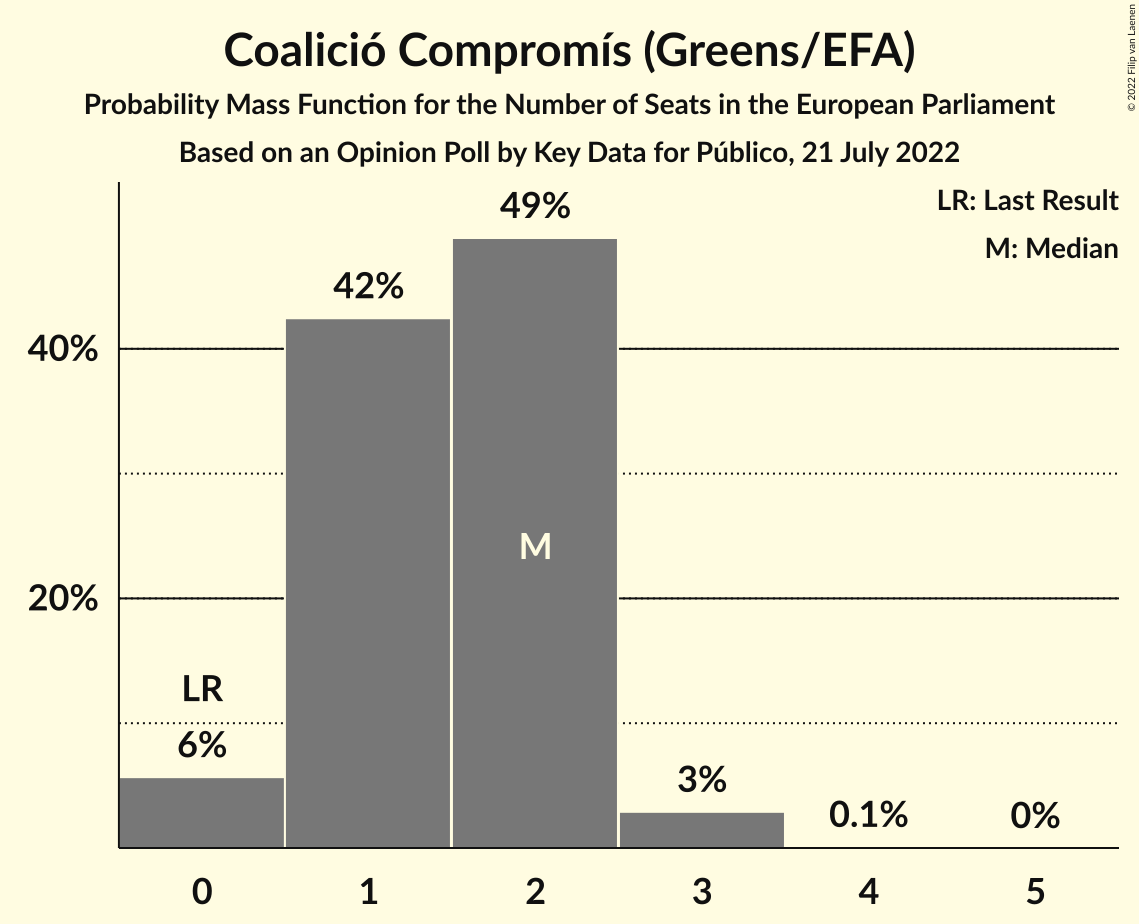 Coalició Compromís (Greens/EFA)
Probability Mass Function for the Number of Seats in the European Parliament
Based on an Opinion Poll by Key Data for Público, 21 July 2022
© 2022 Filip van Laenen
LR: Last Result
M: Median
49%
42%
40%
M
20%
LR
6%
3%
0.1%
0%
0 1 2 3 4 5